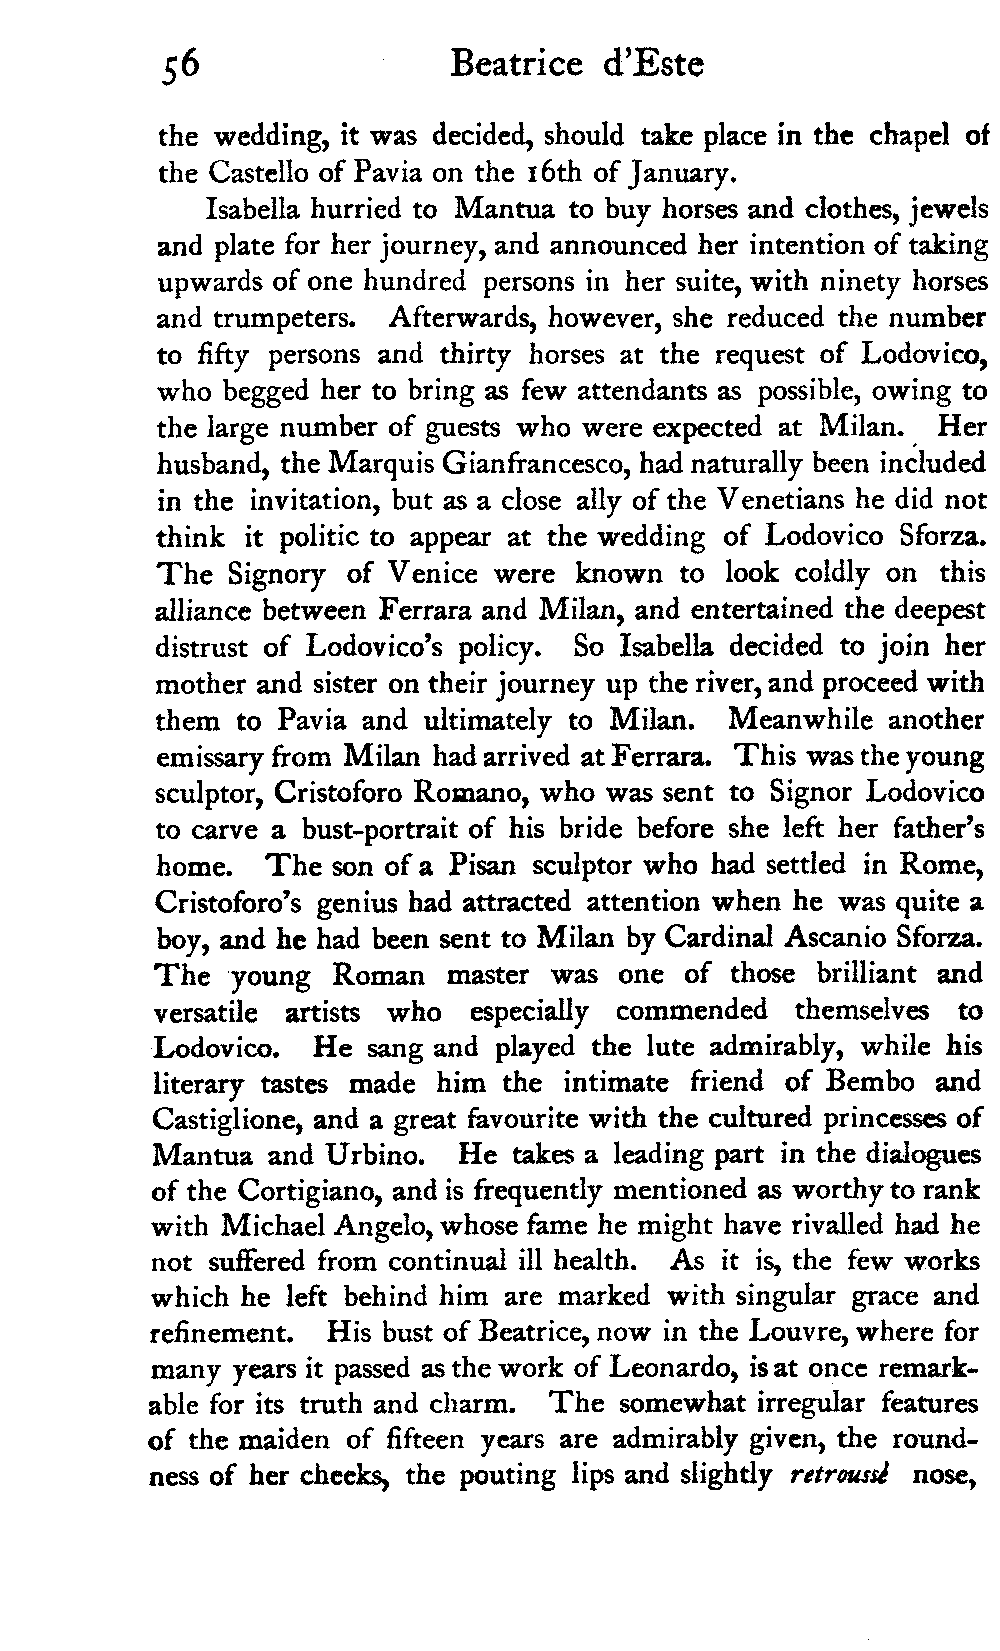 56 Beatrice d'Este
the wedding, it was decided, should take place in the chapel of
the Castello of Pavia on the 16th of January.
Isabella hurried to Mantua to buy horses and clothes, jewels
and plate for her journey, and announced her intention of taking
upwards of one hundred persons in her suite, with ninety horses
and trumpeters. Afterwards, however, she reduced the number
to fifty persons and thirty horses at the request of Lodovico,
who begged her to bring as few attendants as possible, owing to
the large number of guests who were expected at Milan. Her
husband, the Marquis Gianfrancesco, had naturally been included
in the invitation, but as a close ally of the Venetians he did not
think it politic to appear at the wedding of Lodovico Sforza.
The Signory of Venice were known to look coldly on this
alliance between Ferrara and Milan, and entertained the deepest
distrust of Lodovico's policy. So Isabella decided to join her
mother and sister on their journey up the river, and proceed with
them to Pavia and ultimately to Milan. Meanwhile another
emissary from Milan had arrived at Ferrara. This was the young
sculptor, Cristoforo Romano, who was sent to Signor Lodovico
to carve a bust-portrait of his bride before she left her father's
home. The son of a Pisan sculptor who had settled in Rome,
Cristoforo's genius had attracted attention when he was quite a
boy, and he had been sent to Milan by Cardinal Ascanio Sforza.
The young Roman master was one of those brilliant and
versatile artists who especially commended themselves to
Lodovico. He sang and played the lute admirably, while his
literary tastes made him the intimate friend of Bembo and
Castiglione, and a great favourite with the cultured princesses of
Mantua and Urbino. He takes a leading part in the dialogues
of the Cortigiano, and is frequently mentioned as worthy to rank
with Michael Angelo, whose fame he might have rivalled had he
not suffered from continual ill health. As it is, the few works
which he left behind him are marked with singular grace and
refinement. His bust of Beatrice, now in the Louvre, where for
many years it passed as the work of Leonardo, is at once remark-
able for its truth and charm. The somewhat irregular features
of the maiden of fifteen years are admirably given, the round-
ness of her cheeks, the pouting lips and slightly retroussé nose,